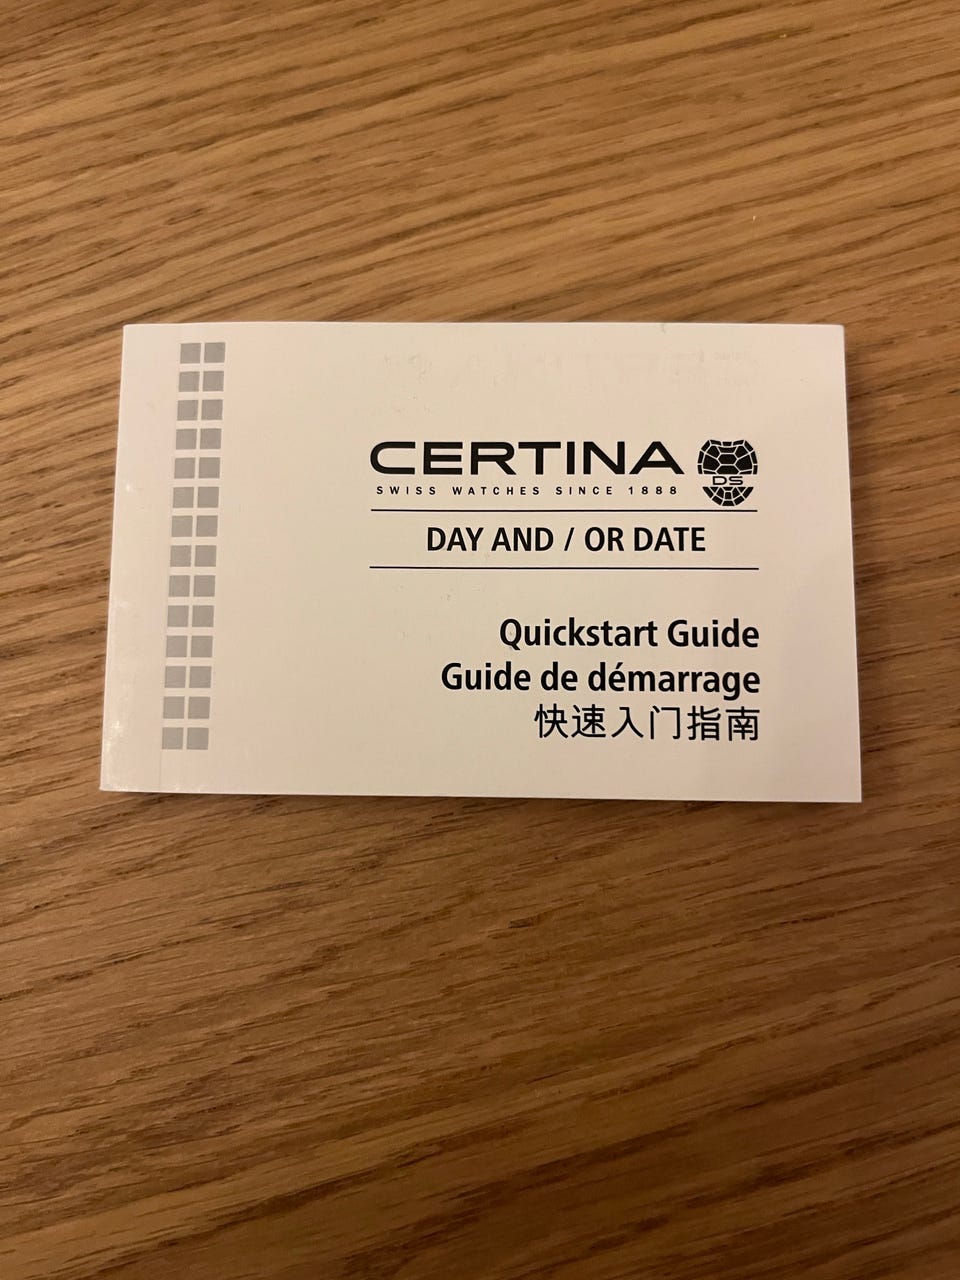 CERTINA
DS
SWISS WATCHES SINCE 1888
DAY AND / OR DATE
Quickstart Guide
Guide de démarrage
快速入门指南